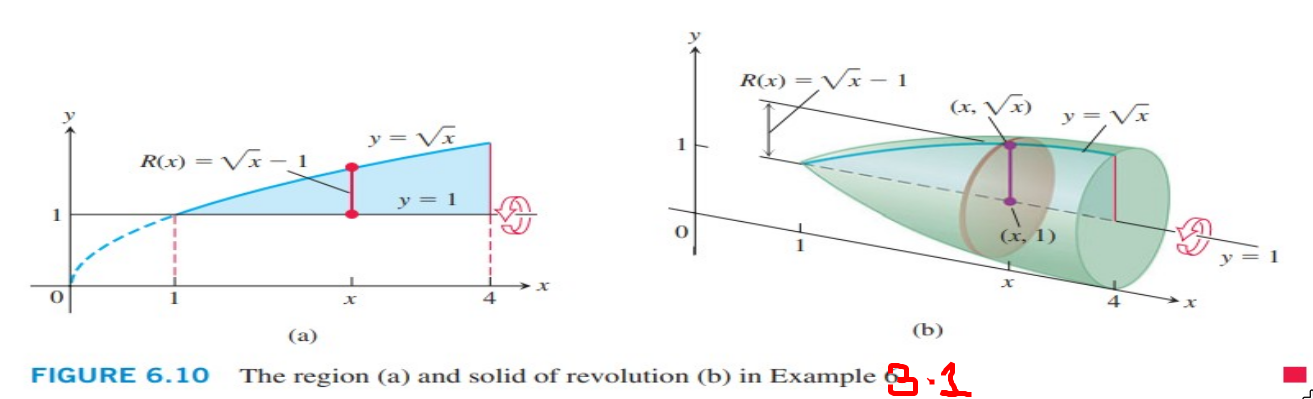 y
y = √x
R(x) = √x − 1
y = 1
1
0
1
x
4
x
(a)
y
R(x) = √x − 1
(x, √x)
y = √x
1
0
1
(x, 1)
y = 1
x
4
x
(b)
FIGURE 6.10 The region (a) and solid of revolution (b) in Example 3.1